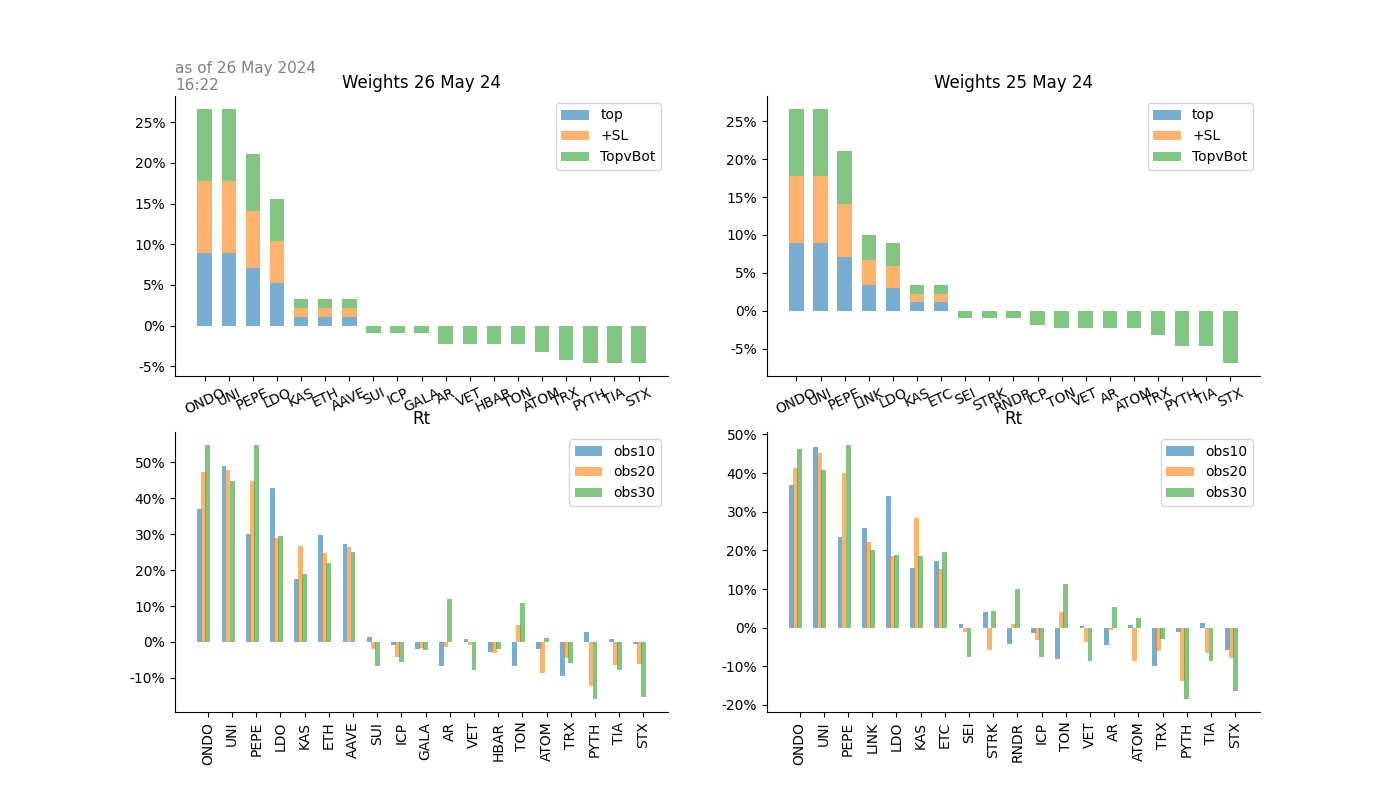 as of 26 May 2024
16:22
Weights 26 May 24
top
+SL
TopvBot
25%
20%
15%
10%
5%
0%
-5%
ONDO UNI PEPE LDO KAS ETH AAVE SUI ICP GALA AR VET HBAR TON ATOM TRX PYTH TIA STX
Weights 25 May 24
top
+SL
TopvBot
25%
20%
15%
10%
5%
0%
-5%
ONDO UNI PEPE LINK LDO KAS ETC SEI STRK RNDR ICP TON VET AR ATOM TRX PYTH TIA STX
Rt
obs10
obs20
obs30
50%
40%
30%
20%
10%
0%
-10%
ONDO UNI PEPE LDO KAS ETH AAVE SUI ICP GALA AR VET HBAR TON ATOM TRX PYTH TIA STX
Rt
obs10
obs20
obs30
50%
40%
30%
20%
10%
0%
-10%
-20%
ONDO UNI PEPE LINK LDO KAS ETC SEI STRK RNDR ICP TON VET AR ATOM TRX PYTH TIA STX